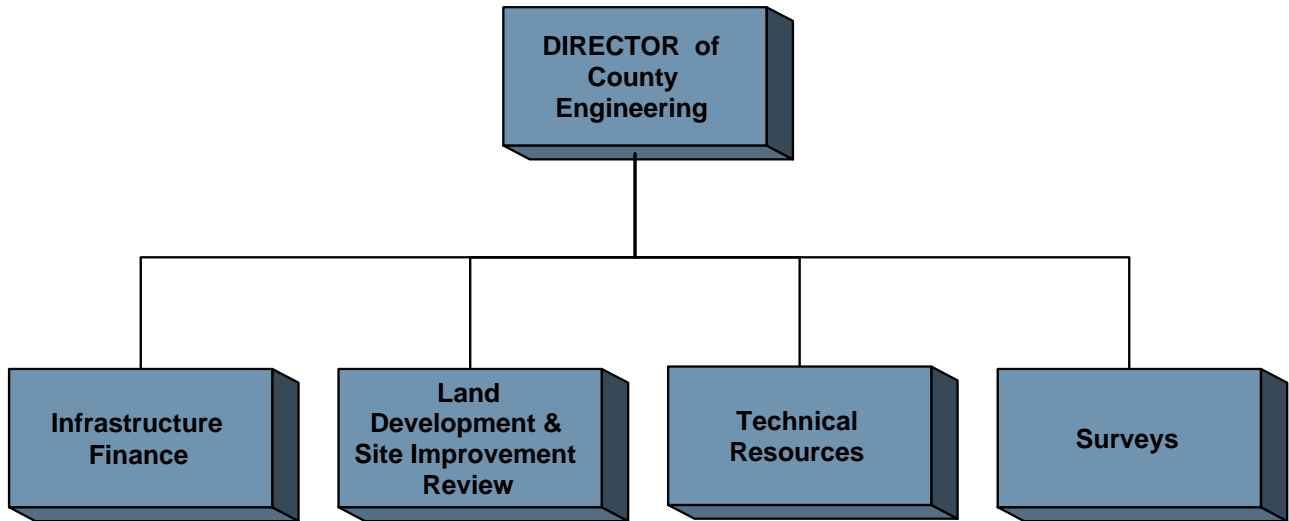 DIRECTOR of
County
Engineering
Infrastructure
Finance
Land
Development &
Site Improvement
Review
Technical
Resources
Surveys